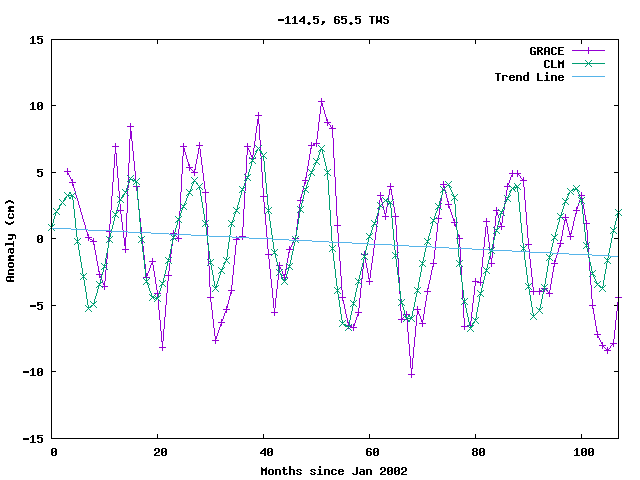 -114.5, 65.5 TWS
GRACE
CLM
Trend Line
15
10
5
0
-5
-10
-15
Anomaly (cm)
0 20 40 60 80 100
Months since Jan 2002